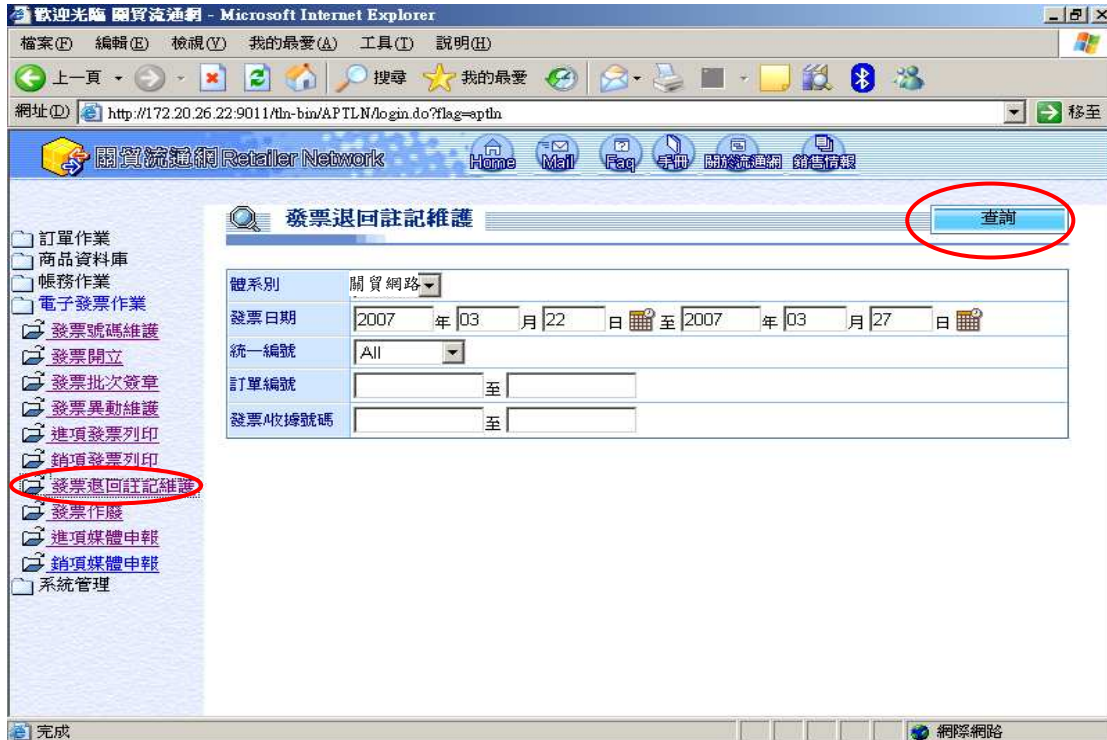 歡迎光臨 關貿流通網 - Microsoft Internet Explorer
檔案(F) 編輯(E) 檢視(V) 我的最愛(A) 工具(T) 說明(H)
上一頁 搜尋 我的最愛
網址(D) http://172.20.26.22:9011/tln-bin/APTLN/login.do?flag=aptln 移至
關貿流通網 Retailer Network Home Mail Faq 手冊 關於流通網 銷售情報
發票退回註記維護 查詢
訂單作業
商品資料庫
帳務作業
電子發票作業
發票號碼維護
發票開立
發票批次簽章
發票異動維護
進項發票列印
銷項發票列印
發票退回註記維護
發票作廢
進項媒體申報
銷項媒體申報
系統管理
體系別 關貿網路
發票日期 2007 年 03 月 22 日 至 2007 年 03 月 27 日
統一編號 All
訂單編號 至
發票/收據號碼 至
完成 網際網路